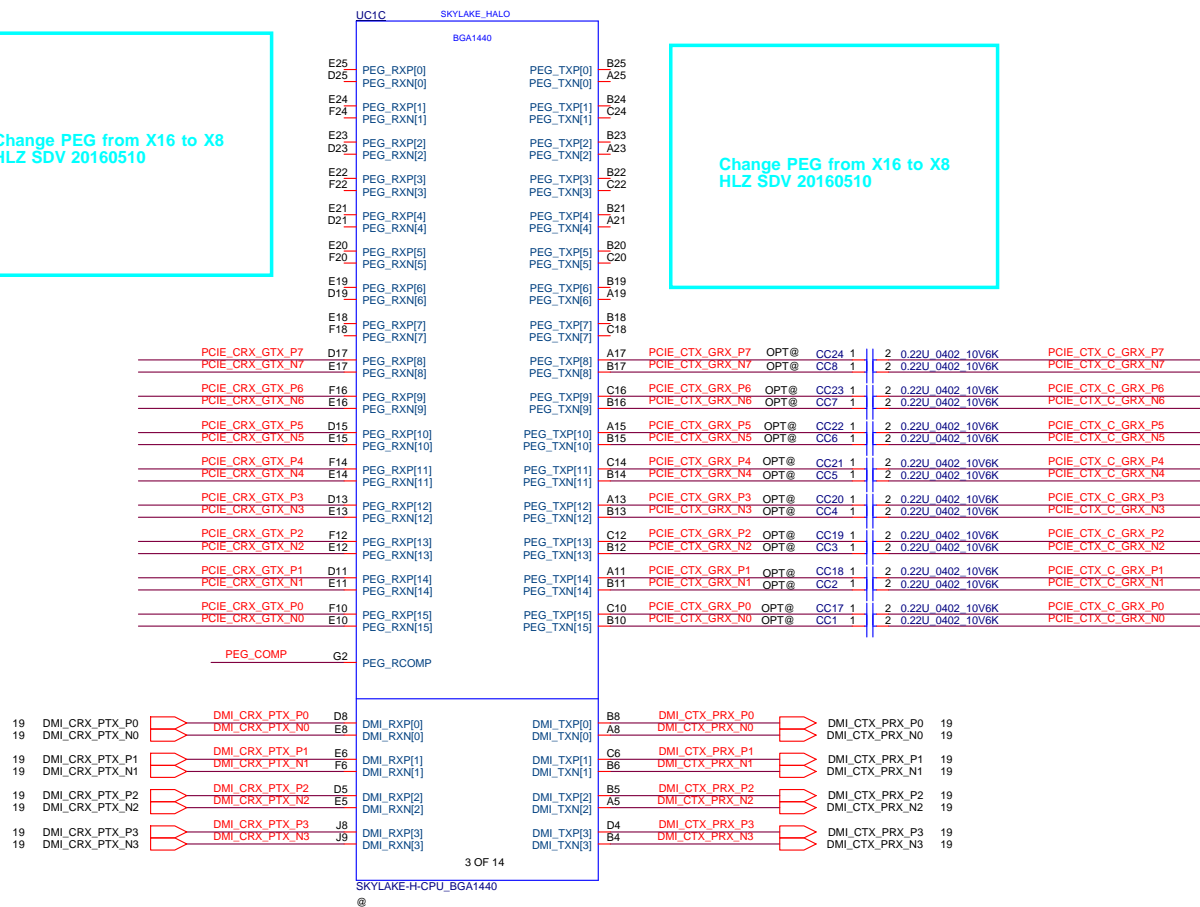 UC1C SKYLAKE_HALO
BGA1440
Change PEG from X16 to X8
HLZ SDV 20160510
Change PEG from X16 to X8
HLZ SDV 20160510
E25 PEG_RXP[0] PEG_TXP[0] B25
D25 PEG_RXN[0] PEG_TXN[0] A25
E24 PEG_RXP[1] PEG_TXP[1] B24
F24 PEG_RXN[1] PEG_TXN[1] C24
E23 PEG_RXP[2] PEG_TXP[2] B23
D23 PEG_RXN[2] PEG_TXN[2] A23
E22 PEG_RXP[3] PEG_TXP[3] B22
F22 PEG_RXN[3] PEG_TXN[3] C22
E21 PEG_RXP[4] PEG_TXP[4] B21
D21 PEG_RXN[4] PEG_TXN[4] A21
E20 PEG_RXP[5] PEG_TXP[5] B20
F20 PEG_RXN[5] PEG_TXN[5] C20
E19 PEG_RXP[6] PEG_TXP[6] B19
D19 PEG_RXN[6] PEG_TXN[6] A19
E18 PEG_RXP[7] PEG_TXP[7] B18
F18 PEG_RXN[7] PEG_TXN[7] C18
PCIE_CRX_GTX_P7 D17 PEG_RXP[8] PEG_TXP[8] A17 PCIE_CTX_GRX_P7 OPT@ CC24 1 2 0.22U_0402_10V6K PCIE_CTX_C_GRX_P7
PCIE_CRX_GTX_N7 E17 PEG_RXN[8] PEG_TXN[8] B17 PCIE_CTX_GRX_N7 OPT@ CC8 1 2 0.22U_0402_10V6K PCIE_CTX_C_GRX_N7
PCIE_CRX_GTX_P6 F16 PEG_RXP[9] PEG_TXP[9] C16 PCIE_CTX_GRX_P6 OPT@ CC23 1 2 0.22U_0402_10V6K PCIE_CTX_C_GRX_P6
PCIE_CRX_GTX_N6 E16 PEG_RXN[9] PEG_TXN[9] B16 PCIE_CTX_GRX_N6 OPT@ CC7 1 2 0.22U_0402_10V6K PCIE_CTX_C_GRX_N6
PCIE_CRX_GTX_P5 D15 PEG_RXP[10] PEG_TXP[10] A15 PCIE_CTX_GRX_P5 OPT@ CC22 1 2 0.22U_0402_10V6K PCIE_CTX_C_GRX_P5
PCIE_CRX_GTX_N5 E15 PEG_RXN[10] PEG_TXN[10] B15 PCIE_CTX_GRX_N5 OPT@ CC6 1 2 0.22U_0402_10V6K PCIE_CTX_C_GRX_N5
PCIE_CRX_GTX_P4 F14 PEG_RXP[11] PEG_TXP[11] C14 PCIE_CTX_GRX_P4 OPT@ CC21 1 2 0.22U_0402_10V6K PCIE_CTX_C_GRX_P4
PCIE_CRX_GTX_N4 E14 PEG_RXN[11] PEG_TXN[11] B14 PCIE_CTX_GRX_N4 OPT@ CC5 1 2 0.22U_0402_10V6K PCIE_CTX_C_GRX_N4
PCIE_CRX_GTX_P3 D13 PEG_RXP[12] PEG_TXP[12] A13 PCIE_CTX_GRX_P3 OPT@ CC20 1 2 0.22U_0402_10V6K PCIE_CTX_C_GRX_P3
PCIE_CRX_GTX_N3 E13 PEG_RXN[12] PEG_TXN[12] B13 PCIE_CTX_GRX_N3 OPT@ CC4 1 2 0.22U_0402_10V6K PCIE_CTX_C_GRX_N3
PCIE_CRX_GTX_P2 F12 PEG_RXP[13] PEG_TXP[13] C12 PCIE_CTX_GRX_P2 OPT@ CC19 1 2 0.22U_0402_10V6K PCIE_CTX_C_GRX_P2
PCIE_CRX_GTX_N2 E12 PEG_RXN[13] PEG_TXN[13] B12 PCIE_CTX_GRX_N2 OPT@ CC3 1 2 0.22U_0402_10V6K PCIE_CTX_C_GRX_N2
PCIE_CRX_GTX_P1 D11 PEG_RXP[14] PEG_TXP[14] A11 PCIE_CTX_GRX_P1 OPT@ CC18 1 2 0.22U_0402_10V6K PCIE_CTX_C_GRX_P1
PCIE_CRX_GTX_N1 E11 PEG_RXN[14] PEG_TXN[14] B11 PCIE_CTX_GRX_N1 OPT@ CC2 1 2 0.22U_0402_10V6K PCIE_CTX_C_GRX_N1
PCIE_CRX_GTX_P0 F10 PEG_RXP[15] PEG_TXP[15] C10 PCIE_CTX_GRX_P0 OPT@ CC17 1 2 0.22U_0402_10V6K PCIE_CTX_C_GRX_P0
PCIE_CRX_GTX_N0 E10 PEG_RXN[15] PEG_TXN[15] B10 PCIE_CTX_GRX_N0 OPT@ CC1 1 2 0.22U_0402_10V6K PCIE_CTX_C_GRX_N0
PEG_COMP G2 PEG_RCOMP
19 DMI_CRX_PTX_P0 DMI_CRX_PTX_P0 D8 DMI_RXP[0] DMI_TXP[0] B8 DMI_CTX_PRX_P0 DMI_CTX_PRX_P0 19
19 DMI_CRX_PTX_N0 DMI_CRX_PTX_N0 E8 DMI_RXN[0] DMI_TXN[0] A8 DMI_CTX_PRX_N0 DMI_CTX_PRX_N0 19
19 DMI_CRX_PTX_P1 DMI_CRX_PTX_P1 E6 DMI_RXP[1] DMI_TXP[1] C6 DMI_CTX_PRX_P1 DMI_CTX_PRX_P1 19
19 DMI_CRX_PTX_N1 DMI_CRX_PTX_N1 F6 DMI_RXN[1] DMI_TXN[1] B6 DMI_CTX_PRX_N1 DMI_CTX_PRX_N1 19
19 DMI_CRX_PTX_P2 DMI_CRX_PTX_P2 D5 DMI_RXP[2] DMI_TXP[2] B5 DMI_CTX_PRX_P2 DMI_CTX_PRX_P2 19
19 DMI_CRX_PTX_N2 DMI_CRX_PTX_N2 E5 DMI_RXN[2] DMI_TXN[2] A5 DMI_CTX_PRX_N2 DMI_CTX_PRX_N2 19
19 DMI_CRX_PTX_P3 DMI_CRX_PTX_P3 J8 DMI_RXP[3] DMI_TXP[3] D4 DMI_CTX_PRX_P3 DMI_CTX_PRX_P3 19
19 DMI_CRX_PTX_N3 DMI_CRX_PTX_N3 J9 DMI_RXN[3] DMI_TXN[3] B4 DMI_CTX_PRX_N3 DMI_CTX_PRX_N3 19
3 OF 14
SKYLAKE-H-CPU_BGA1440
@